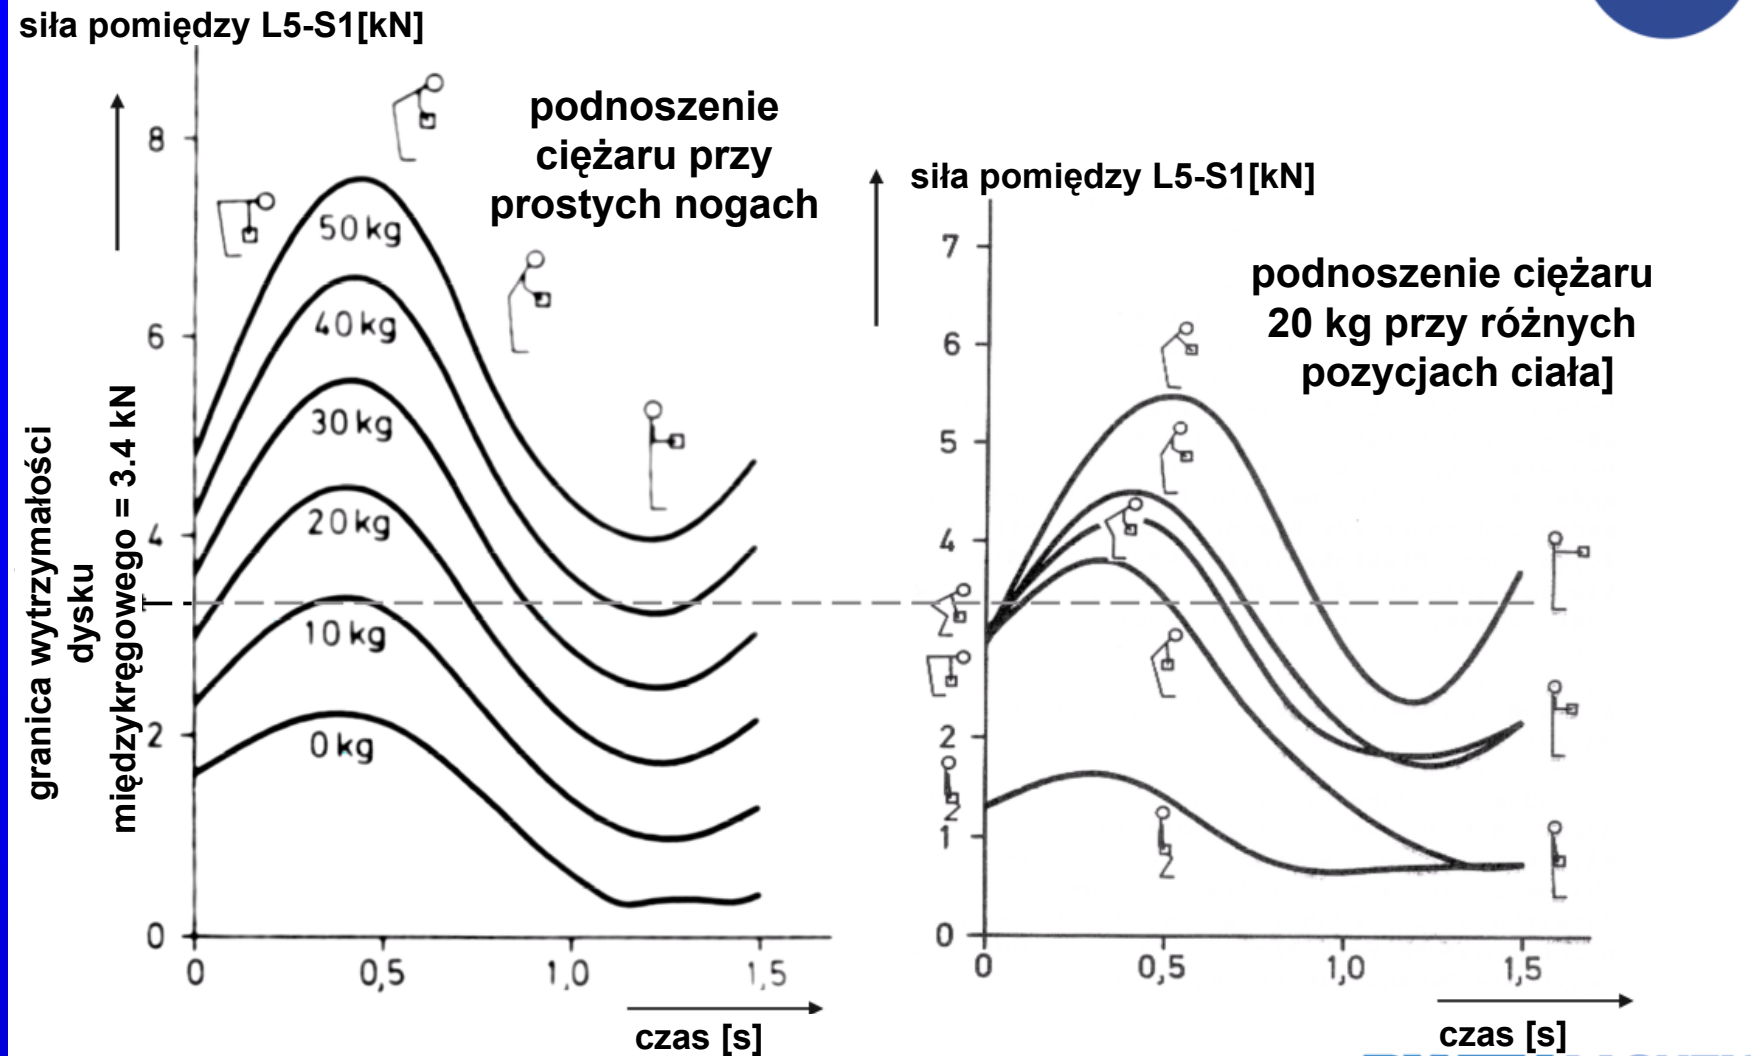 siła pomiędzy L5-S1[kN]
podnoszenie
ciężaru przy
prostych nogach
8
6
4
2
0
50 kg
40 kg
30 kg
20 kg
10 kg
0 kg
0
0,5
1,0
1,5
czas [s]
granica wytrzymałości
dysku
międzykręgowego = 3.4 kN
siła pomiędzy L5-S1[kN]
podnoszenie ciężaru
20 kg przy różnych
pozycjach ciała]
7
6
5
4
2
1
0
0
0,5
1,0
1,5
czas [s]